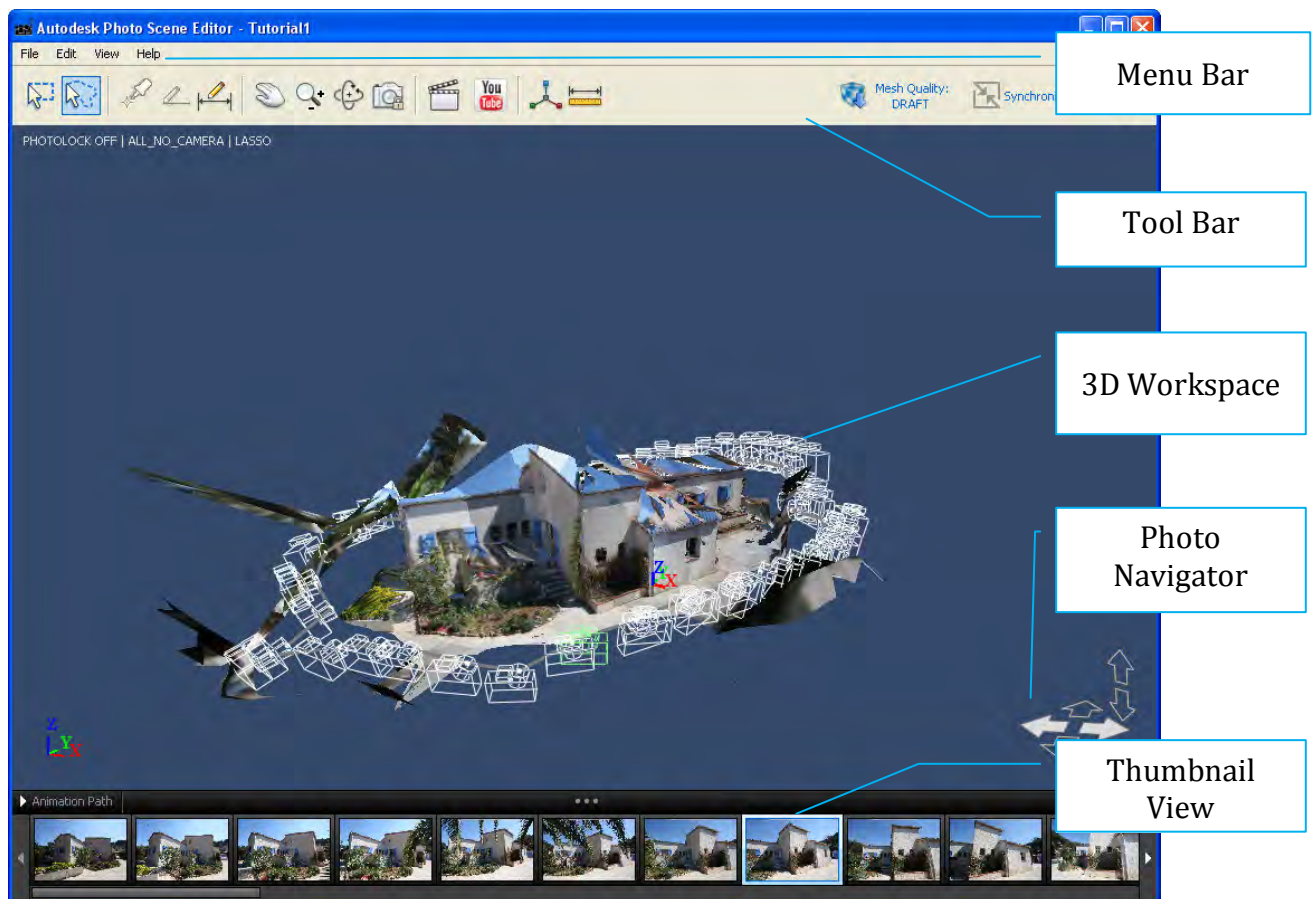 Autodesk Photo Scene Editor - Tutorial1
File Edit View Help
Menu Bar
You
Tube
Mesh Quality:
DRAFT
Synchron
PHOTOLOCK OFF | ALL_NO_CAMERA | LASSO
Tool Bar
3D Workspace
Photo
Navigator
Z
X
Z
Y
X
Thumbnail
View
Animation Path